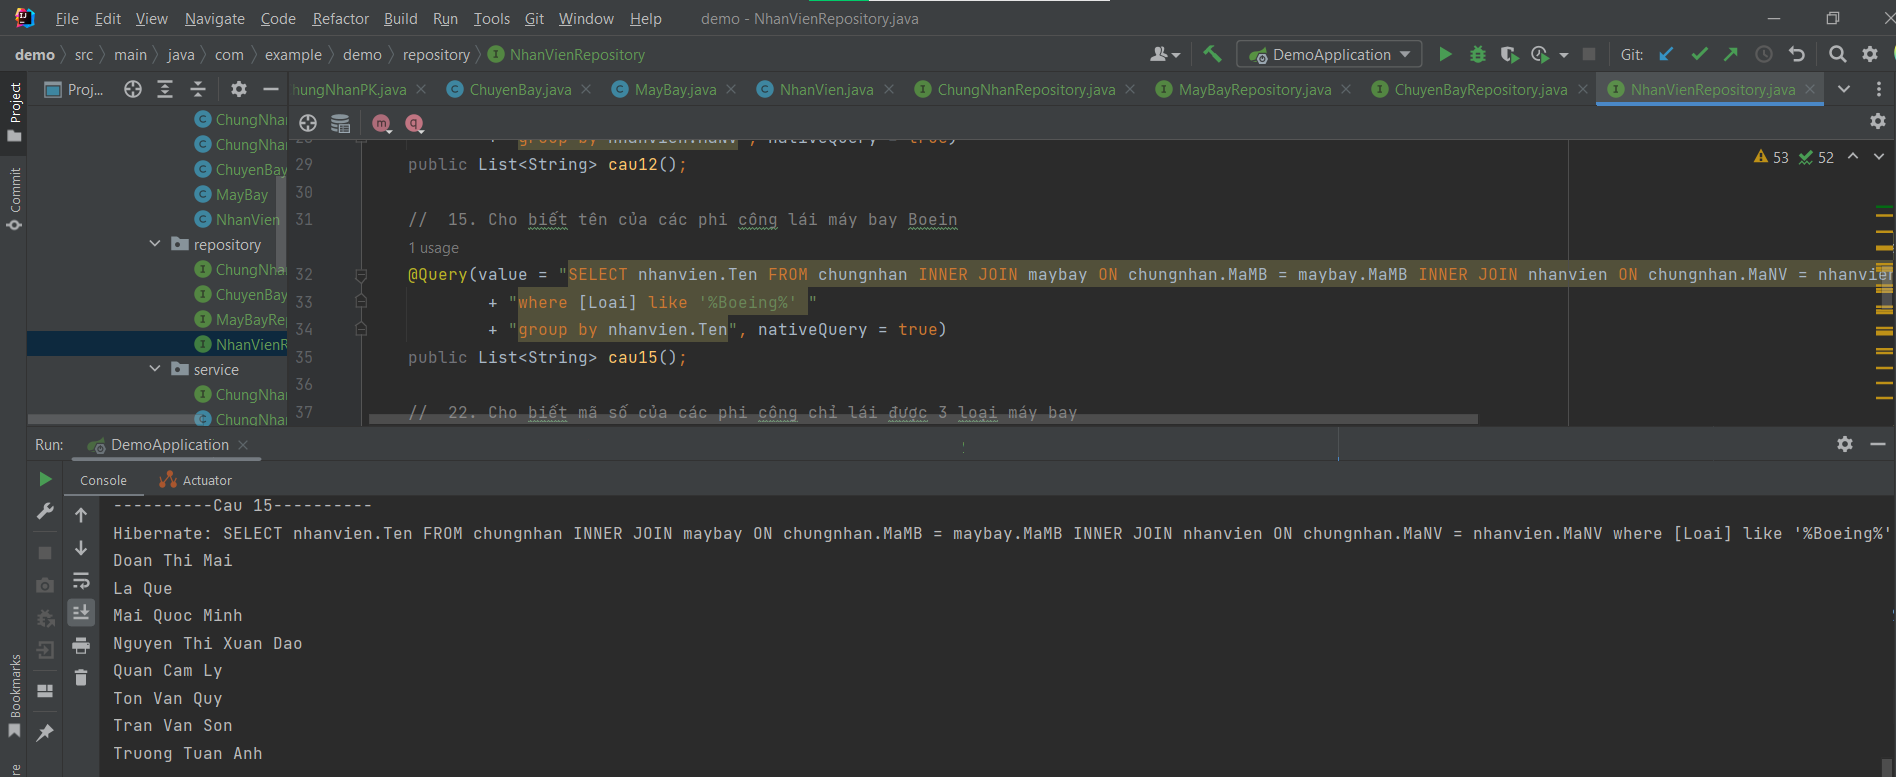 File Edit View Navigate Code Refactor Build Run Tools Git Window Help demo - NhanVienRepository.java
demo src main java com example demo repository NhanVienRepository DemoApplication Git:
Project
Commit
Bookmarks
Proj...
hungNhanPK.java ChuyenBay.java MayBay.java NhanVien.java ChungNhanRepository.java MayBayRepository.java ChuyenBayRepository.java NhanVienRepository.java
ChungNhan
ChungNhan
ChuyenBay
MayBay
NhanVien
repository
ChungNhan
ChuyenBay
MayBayRe
NhanVienR
service
ChungNhan
ChungNhan
53 52
+ "group by nhanvien.MaNV", nativeQuery = true)
29 public List<String> cau12();
30
31 // 15. Cho biết tên của các phi công lái máy bay Boein
1 usage
32 @Query(value = "SELECT nhanvien.Ten FROM chungnhan INNER JOIN maybay ON chungnhan.MaMB = maybay.MaMB INNER JOIN nhanvien ON chungnhan.MaNV = nhanvien
33 + "where [Loai] like '%Boeing%' "
34 + "group by nhanvien.Ten", nativeQuery = true)
35 public List<String> cau15();
36
37 // 22. Cho biết mã số của các phi công chỉ lái được 3 loại máy bay
Run: DemoApplication
Console Actuator
----------Cau 15----------
Hibernate: SELECT nhanvien.Ten FROM chungnhan INNER JOIN maybay ON chungnhan.MaMB = maybay.MaMB INNER JOIN nhanvien ON chungnhan.MaNV = nhanvien.MaNV where [Loai] like '%Boeing%'
Doan Thi Mai
La Que
Mai Quoc Minh
Nguyen Thi Xuan Dao
Quan Cam Ly
Ton Van Quy
Tran Van Son
Truong Tuan Anh